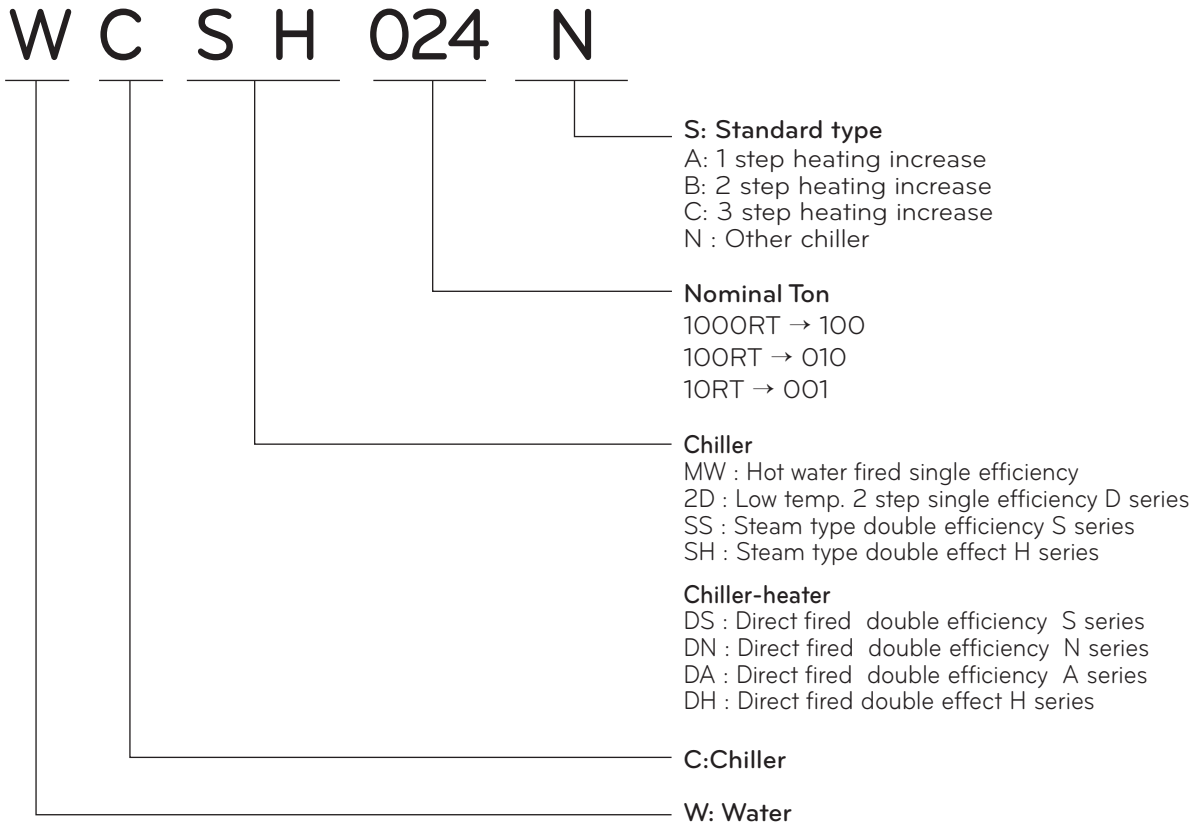 W C S H 024 N
S: Standard type
A: 1 step heating increase
B: 2 step heating increase
C: 3 step heating increase
N : Other chiller
Nominal Ton
1000RT → 100
100RT → 010
10RT → 001
Chiller
MW : Hot water fired single efficiency
2D : Low temp. 2 step single efficiency D series
SS : Steam type double efficiency S series
SH : Steam type double effect H series
Chiller-heater
DS : Direct fired double efficiency S series
DN : Direct fired double efficiency N series
DA : Direct fired double efficiency A series
DH : Direct fired double effect H series
C:Chiller
W: Water